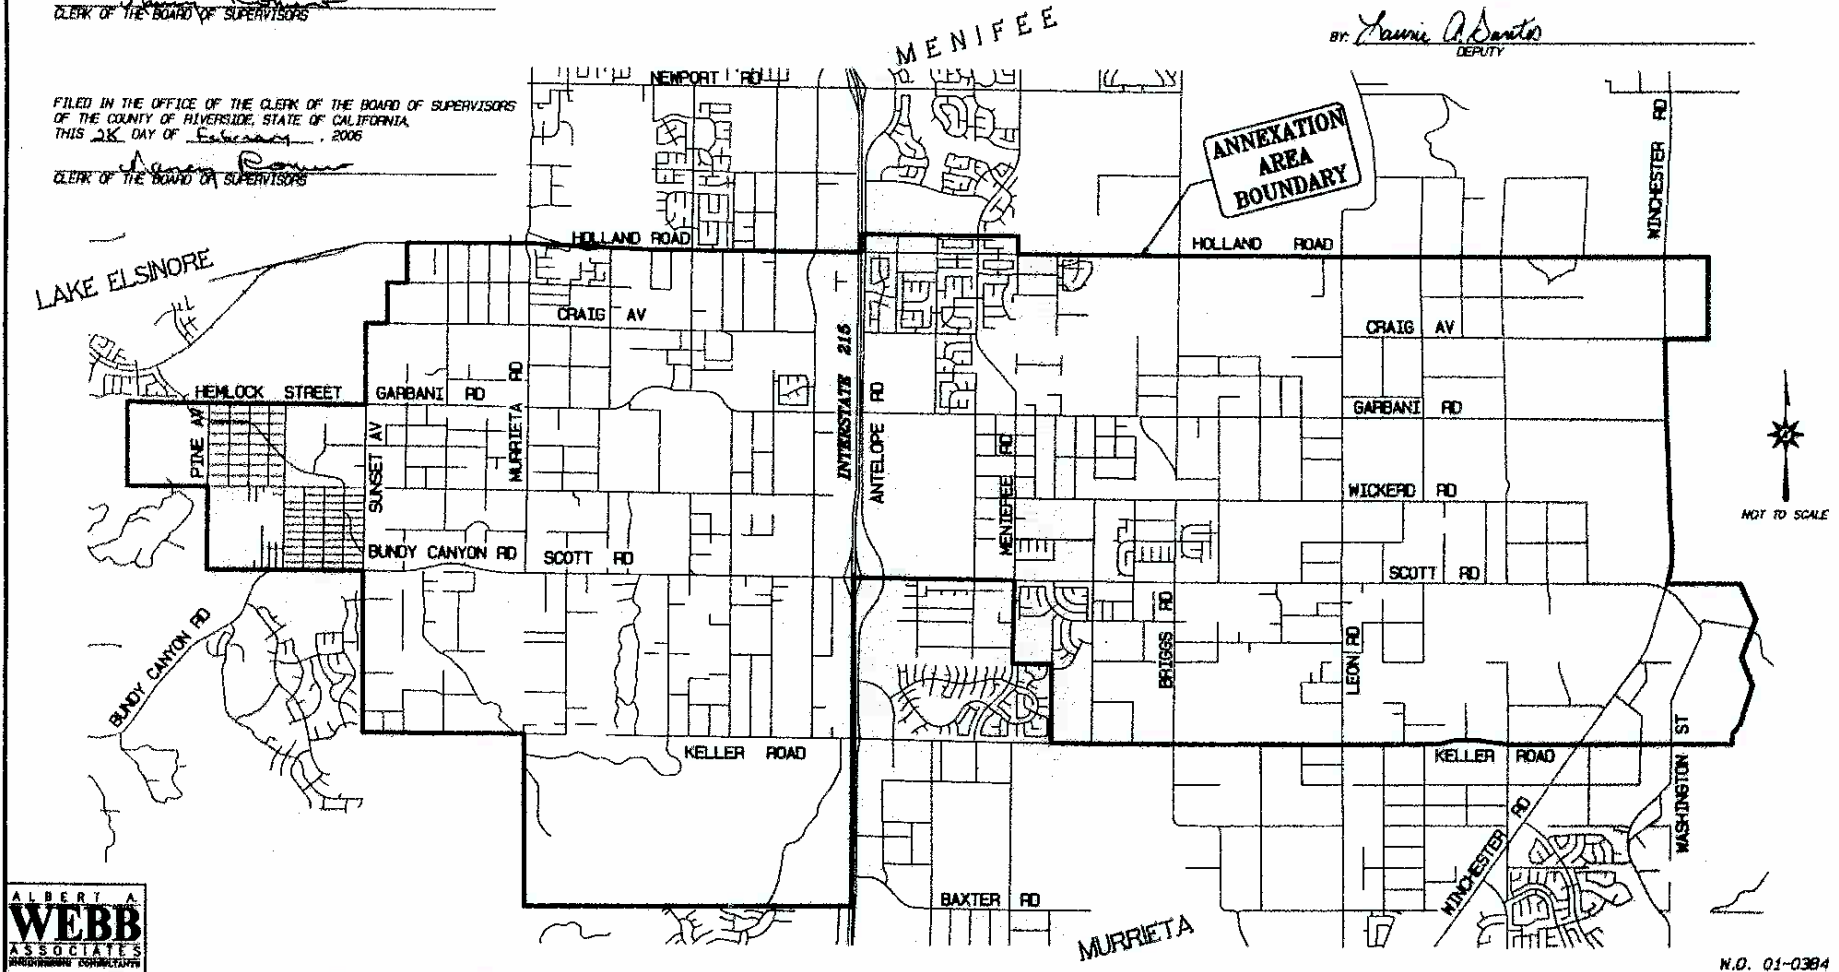 CLERK OF THE BOARD OF SUPERVISORS
BY: Laurie A. Santos
DEPUTY
FILED IN THE OFFICE OF THE CLERK OF THE BOARD OF SUPERVISORS
OF THE COUNTY OF RIVERSIDE, STATE OF CALIFORNIA,
THIS 28 DAY OF February, 2006
CLERK OF THE BOARD OF SUPERVISORS
MENIFEE
NEWPORT RD
ANNEXATION
AREA
BOUNDARY
WINCHESTER RD
LAKE ELSINORE
HOLLAND ROAD
HOLLAND ROAD
CRAIG AV
CRAIG AV
INTERSTATE 215
HEMLOCK STREET
GARBANI RD
MURRIETA RD
ANTELOPE RD
GARBANI RD
PINE AV
SUNSET AV
MENIEFEE RD
WICKERD RD
NOT TO SCALE
BUNDY CANYON RD
SCOTT RD
SCOTT RD
BUNDY CANYON RD
BRIGGS RD
LEON RD
KELLER ROAD
KELLER ROAD
WASHINGTON ST
WINCHESTER RD
BAXTER RD
MURRIETA
ALBERT A.
WEBB
ASSOCIATES
ENGINEERING CONSULTANTS
W.O. 01-0384